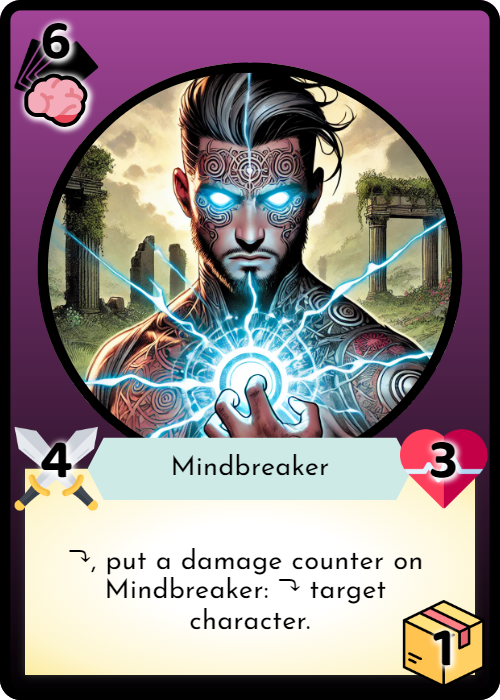 6
4
Mindbreaker
3
⤵, put a damage counter on
Mindbreaker: ⤵ target
character.
1